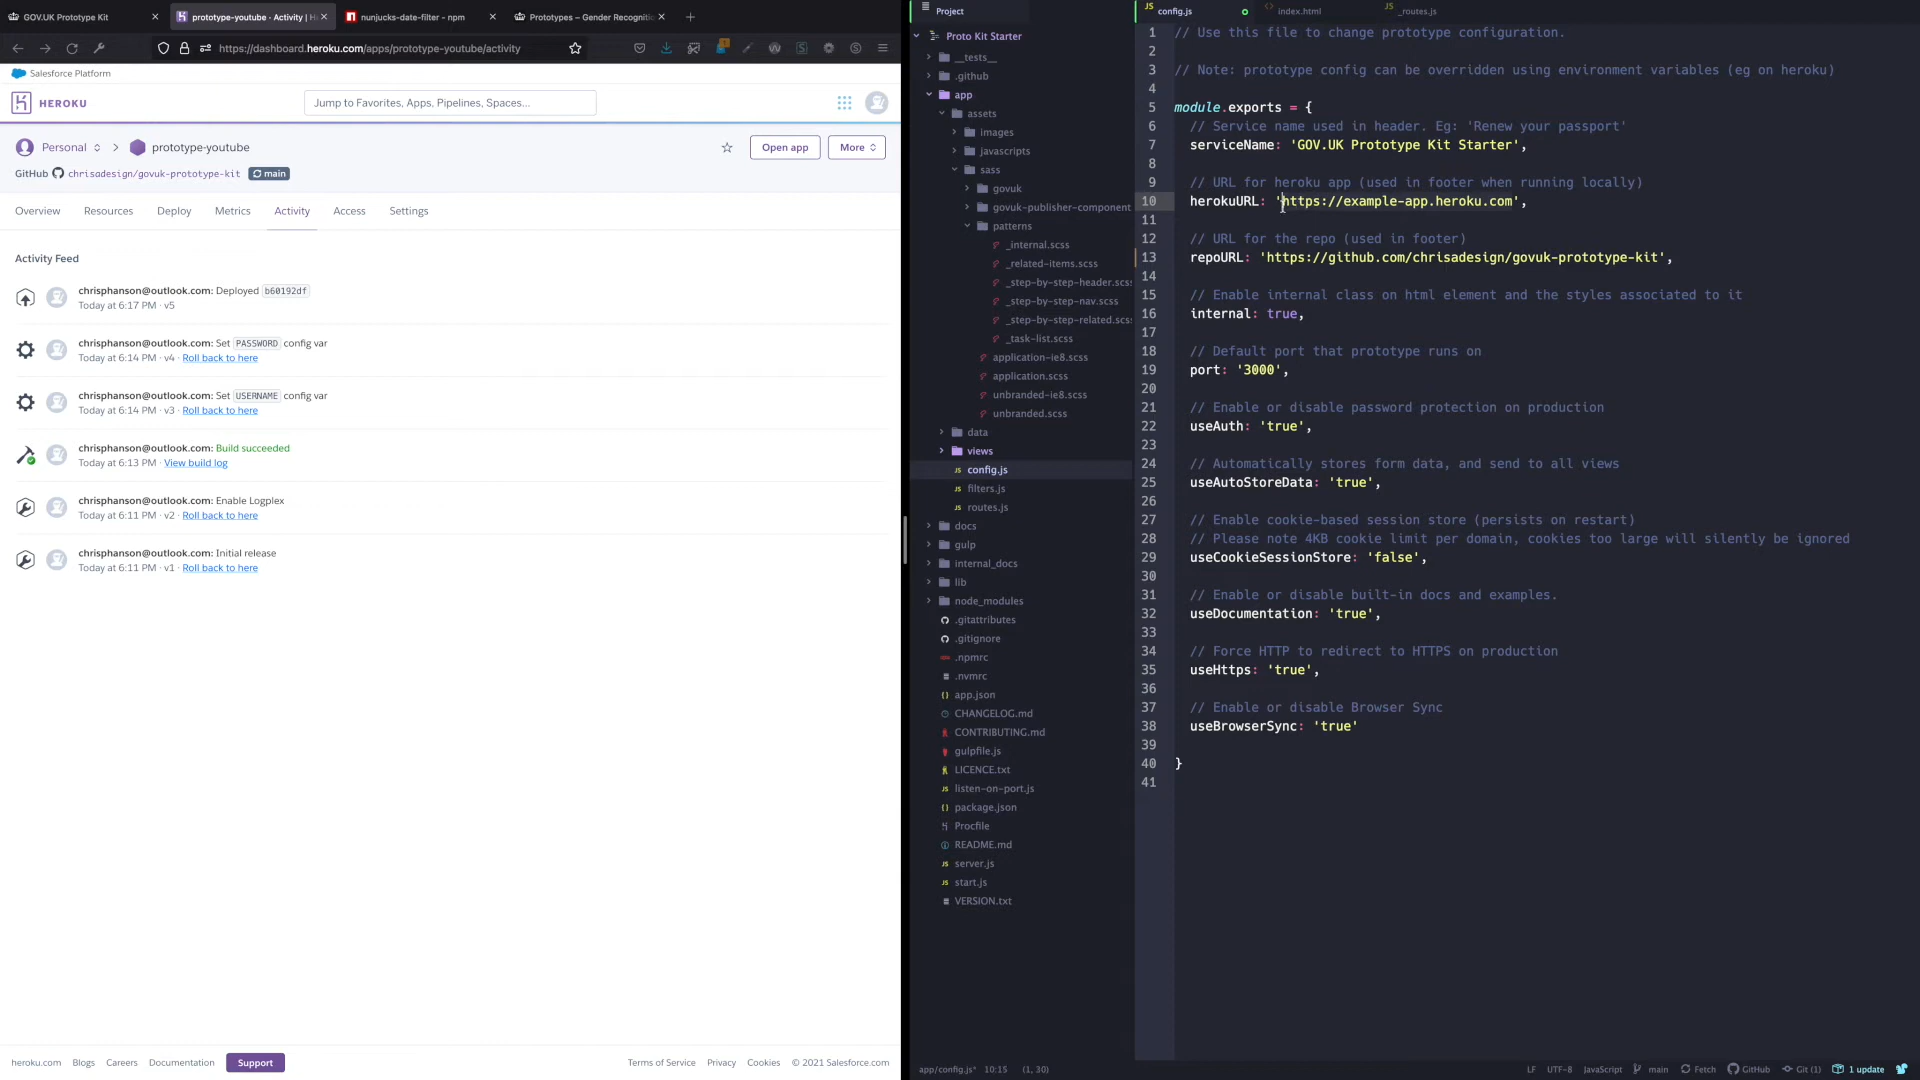 GOV.UK Prototype Kit
prototype-youtube - Activity | H
nunjucks-date-filter - npm
Prototypes – Gender Recogniti
https://dashboard.heroku.com/apps/prototype-youtube/activity
Salesforce Platform
HEROKU
Jump to Favorites, Apps, Pipelines, Spaces...
Personal
prototype-youtube
Open app
More
GitHub
chrisadesign/govuk-prototype-kit
main
Overview
Resources
Deploy
Metrics
Activity
Access
Settings
Activity Feed
chrisphanson@outlook.com: Deployed b60192df
Today at 6:17 PM · v5
chrisphanson@outlook.com: Set PASSWORD config var
Today at 6:14 PM · v4 · Roll back to here
chrisphanson@outlook.com: Set USERNAME config var
Today at 6:14 PM · v3 · Roll back to here
chrisphanson@outlook.com: Build succeeded
Today at 6:13 PM · View build log
chrisphanson@outlook.com: Enable Logplex
Today at 6:11 PM · v2 · Roll back to here
chrisphanson@outlook.com: Initial release
Today at 6:11 PM · v1 · Roll back to here
heroku.com
Blogs
Careers
Documentation
Support
Terms of Service
Privacy
Cookies
© 2021 Salesforce.com
Project
Proto Kit Starter
__tests__
.github
app
assets
images
javascripts
sass
govuk
govuk-publisher-component
patterns
_internal.scss
_related-items.scss
_step-by-step-header.scss
_step-by-step-nav.scss
_step-by-step-related.scss
_task-list.scss
application-ie8.scss
application.scss
unbranded-ie8.scss
unbranded.scss
data
views
config.js
filters.js
routes.js
docs
gulp
internal_docs
lib
node_modules
.gitattributes
.gitignore
.npmrc
.nvmrc
app.json
CHANGELOG.md
CONTRIBUTING.md
gulpfile.js
LICENCE.txt
listen-on-port.js
package.json
Procfile
README.md
server.js
start.js
VERSION.txt
config.js
index.html
_routes.js
1 // Use this file to change prototype configuration.
2
3 // Note: prototype config can be overridden using environment variables (eg on heroku)
4
5 module.exports = {
6 // Service name used in header. Eg: 'Renew your passport'
7 serviceName: 'GOV.UK Prototype Kit Starter',
8
9 // URL for heroku app (used in footer when running locally)
10 herokuURL: 'https://example-app.heroku.com',
11
12 // URL for the repo (used in footer)
13 repoURL: 'https://github.com/chrisadesign/govuk-prototype-kit',
14
15 // Enable internal class on html element and the styles associated to it
16 internal: true,
17
18 // Default port that prototype runs on
19 port: '3000',
20
21 // Enable or disable password protection on production
22 useAuth: 'true',
23
24 // Automatically stores form data, and send to all views
25 useAutoStoreData: 'true',
26
27 // Enable cookie-based session store (persists on restart)
28 // Please note 4KB cookie limit per domain, cookies too large will silently be ignored
29 useCookieSessionStore: 'false',
30
31 // Enable or disable built-in docs and examples.
32 useDocumentation: 'true',
33
34 // Force HTTP to redirect to HTTPS on production
35 useHttps: 'true',
36
37 // Enable or disable Browser Sync
38 useBrowserSync: 'true'
39
40 }
41
app/config.js*
10:15
(1, 30)
LF
UTF-8
JavaScript
main
Fetch
GitHub
Git (1)
1 update